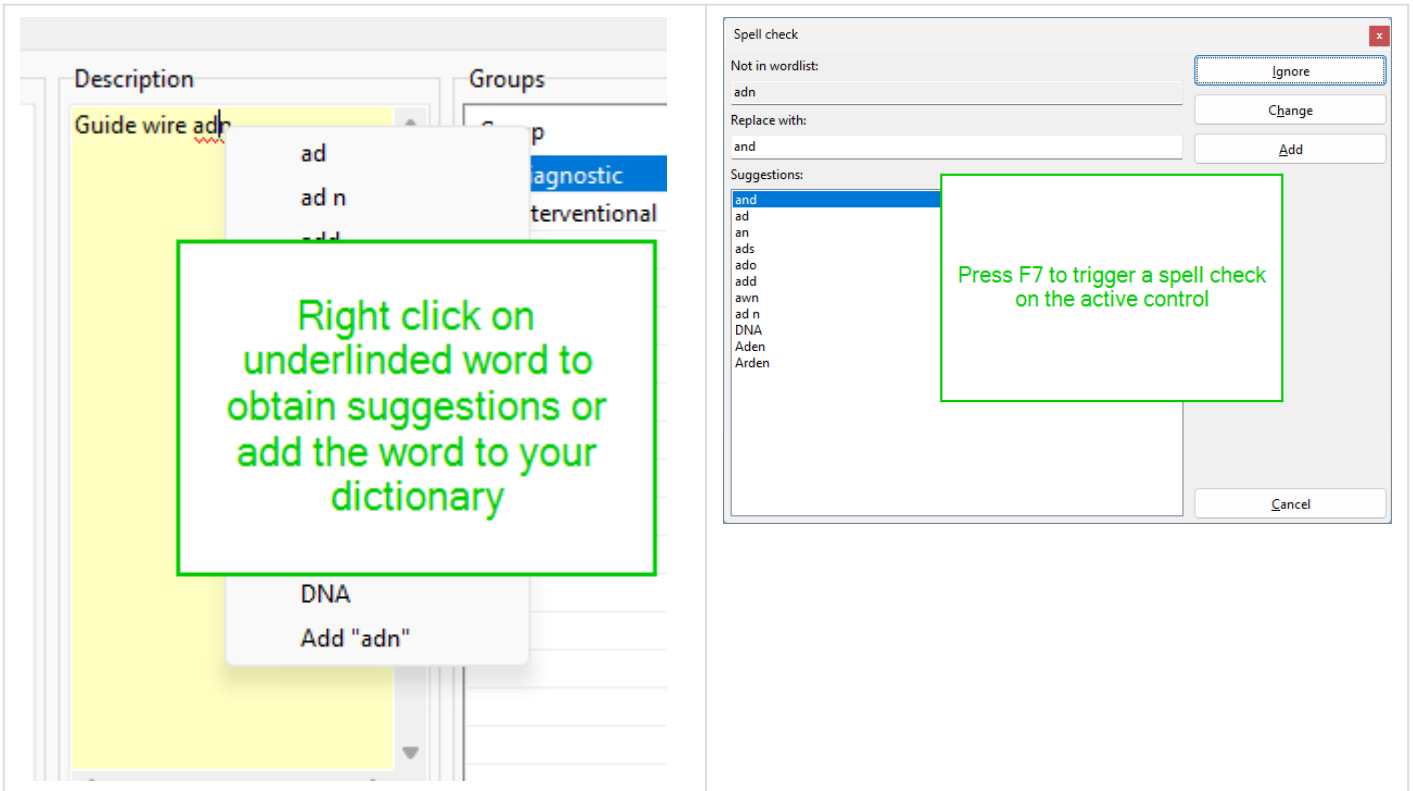 Description
Groups
Guide wire adn
ad
ad n
Right click on
underlinded word to
obtain suggestions or
add the word to your
dictionary
DNA
Add "adn"
Spell check
x
Not in wordlist:
Ignore
adn
Change
Replace with:
and
Add
Suggestions:
and
ad
an
ads
ado
add
awn
ad n
DNA
Aden
Arden
Press F7 to trigger a spell check
on the active control
Cancel